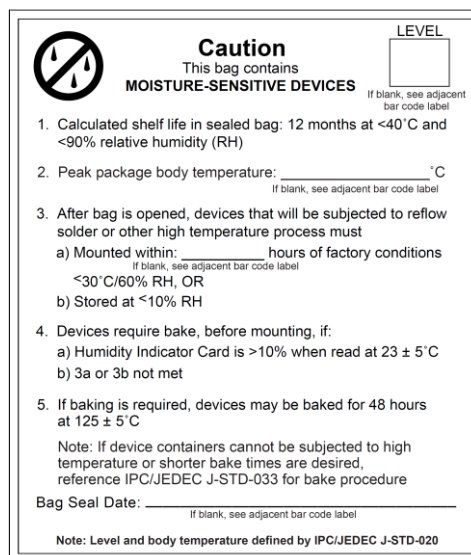 Caution
LEVEL
This bag contains
MOISTURE-SENSITIVE DEVICES
If blank, see adjacent
bar code label
1. Calculated shelf life in sealed bag: 12 months at <40˚C and
<90% relative humidity (RH)
2. Peak package body temperature: ____________________ ˚C
If blank, see adjacent bar code label
3. After bag is opened, devices that will be subjected to reflow
solder or other high temperature process must
a) Mounted within: ___________ hours of factory conditions
If blank, see adjacent bar code label
<30˚C/60% RH, OR
b) Stored at <10% RH
4. Devices require bake, before mounting, if:
a) Humidity Indicator Card is >10% when read at 23 ± 5˚C
b) 3a or 3b not met
5. If baking is required, devices may be baked for 48 hours
at 125 ± 5˚C
Note: If device containers cannot be subjected to high
temperature or shorter bake times are desired,
reference IPC/JEDEC J-STD-033 for bake procedure
Bag Seal Date: ________________________________
If blank, see adjacent bar code label
Note: Level and body temperature defined by IPC/JEDEC J-STD-020